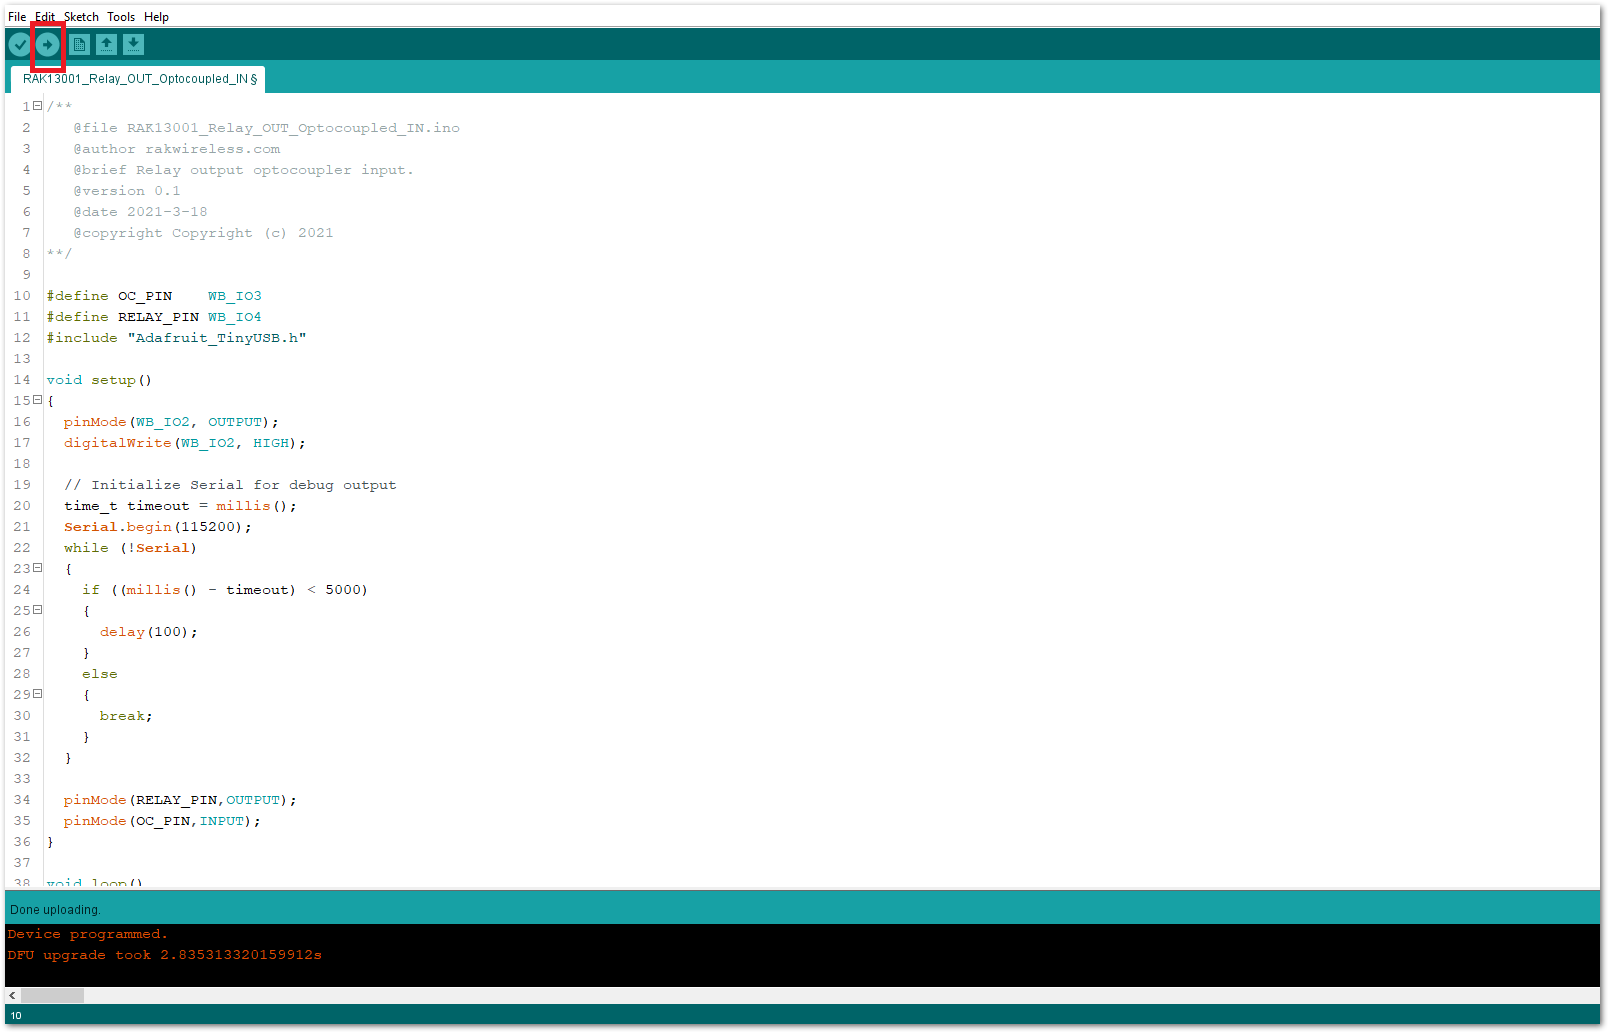 File Edit Sketch Tools Help
RAK13001_Relay_OUT_Optocoupled_IN §
1 /**
2    @file RAK13001_Relay_OUT_Optocoupled_IN.ino
3    @author rakwireless.com
4    @brief Relay output optocoupler input.
5    @version 0.1
6    @date 2021-3-18
7    @copyright Copyright (c) 2021
8 **/
9
10 #define OC_PIN    WB_IO3
11 #define RELAY_PIN WB_IO4
12 #include "Adafruit_TinyUSB.h"
13
14 void setup()
15 {
16   pinMode(WB_IO2, OUTPUT);
17   digitalWrite(WB_IO2, HIGH);
18
19   // Initialize Serial for debug output
20   time_t timeout = millis();
21   Serial.begin(115200);
22   while (!Serial)
23   {
24     if ((millis() - timeout) < 5000)
25     {
26       delay(100);
27     }
28     else
29     {
30       break;
31     }
32   }
33
34   pinMode(RELAY_PIN,OUTPUT);
35   pinMode(OC_PIN,INPUT);
36 }
37
38 void loop()
Done uploading.
Device programmed.
DFU upgrade took 2.835313320159912s
10